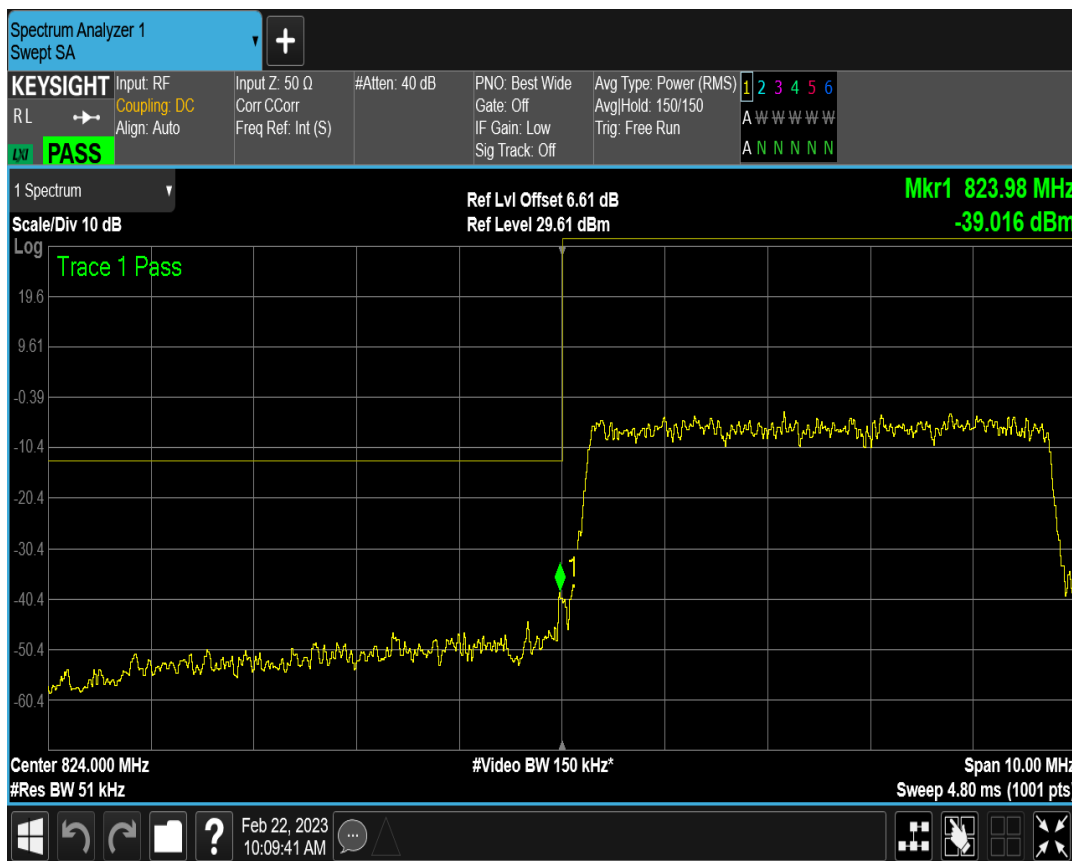 Spectrum Analyzer 1
Swept SA
+
KEYSIGHT
RL
LXI PASS
Input: RF
Coupling: DC
Align: Auto
Input Z: 50 Ω
Corr CCorr
Freq Ref: Int (S)
#Atten: 40 dB
PNO: Best Wide
Gate: Off
IF Gain: Low
Sig Track: Off
Avg Type: Power (RMS)
Avg|Hold: 150/150
Trig: Free Run
1 2 3 4 5 6
A W W W W W
A N N N N N
1 Spectrum
Scale/Div 10 dB
Ref Lvl Offset 6.61 dB
Ref Level 29.61 dBm
Mkr1 823.98 MHz
-39.016 dBm
Log
Trace 1 Pass
19.6
9.61
-0.39
-10.4
-20.4
-30.4
1
-40.4
-50.4
-60.4
Center 824.000 MHz
#Res BW 51 kHz
#Video BW 150 kHz*
Span 10.00 MHz
Sweep 4.80 ms (1001 pts)
?
Feb 22, 2023
10:09:41 AM